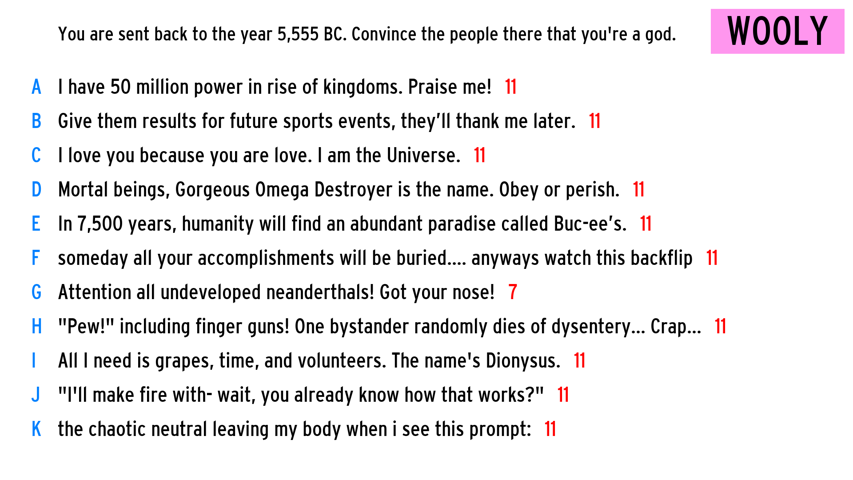 You are sent back to the year 5,555 BC. Convince the people there that you're a god.
WOOLY
A I have 50 million power in rise of kingdoms. Praise me! 11
B Give them results for future sports events, they’ll thank me later. 11
C I love you because you are love. I am the Universe. 11
D Mortal beings, Gorgeous Omega Destroyer is the name. Obey or perish. 11
E In 7,500 years, humanity will find an abundant paradise called Buc-ee’s. 11
F someday all your accomplishments will be buried.... anyways watch this backflip 11
G Attention all undeveloped neanderthals! Got your nose! 7
H "Pew!" including finger guns! One bystander randomly dies of dysentery... Crap... 11
I All I need is grapes, time, and volunteers. The name's Dionysus. 11
J "I'll make fire with- wait, you already know how that works?" 11
K the chaotic neutral leaving my body when i see this prompt: 11